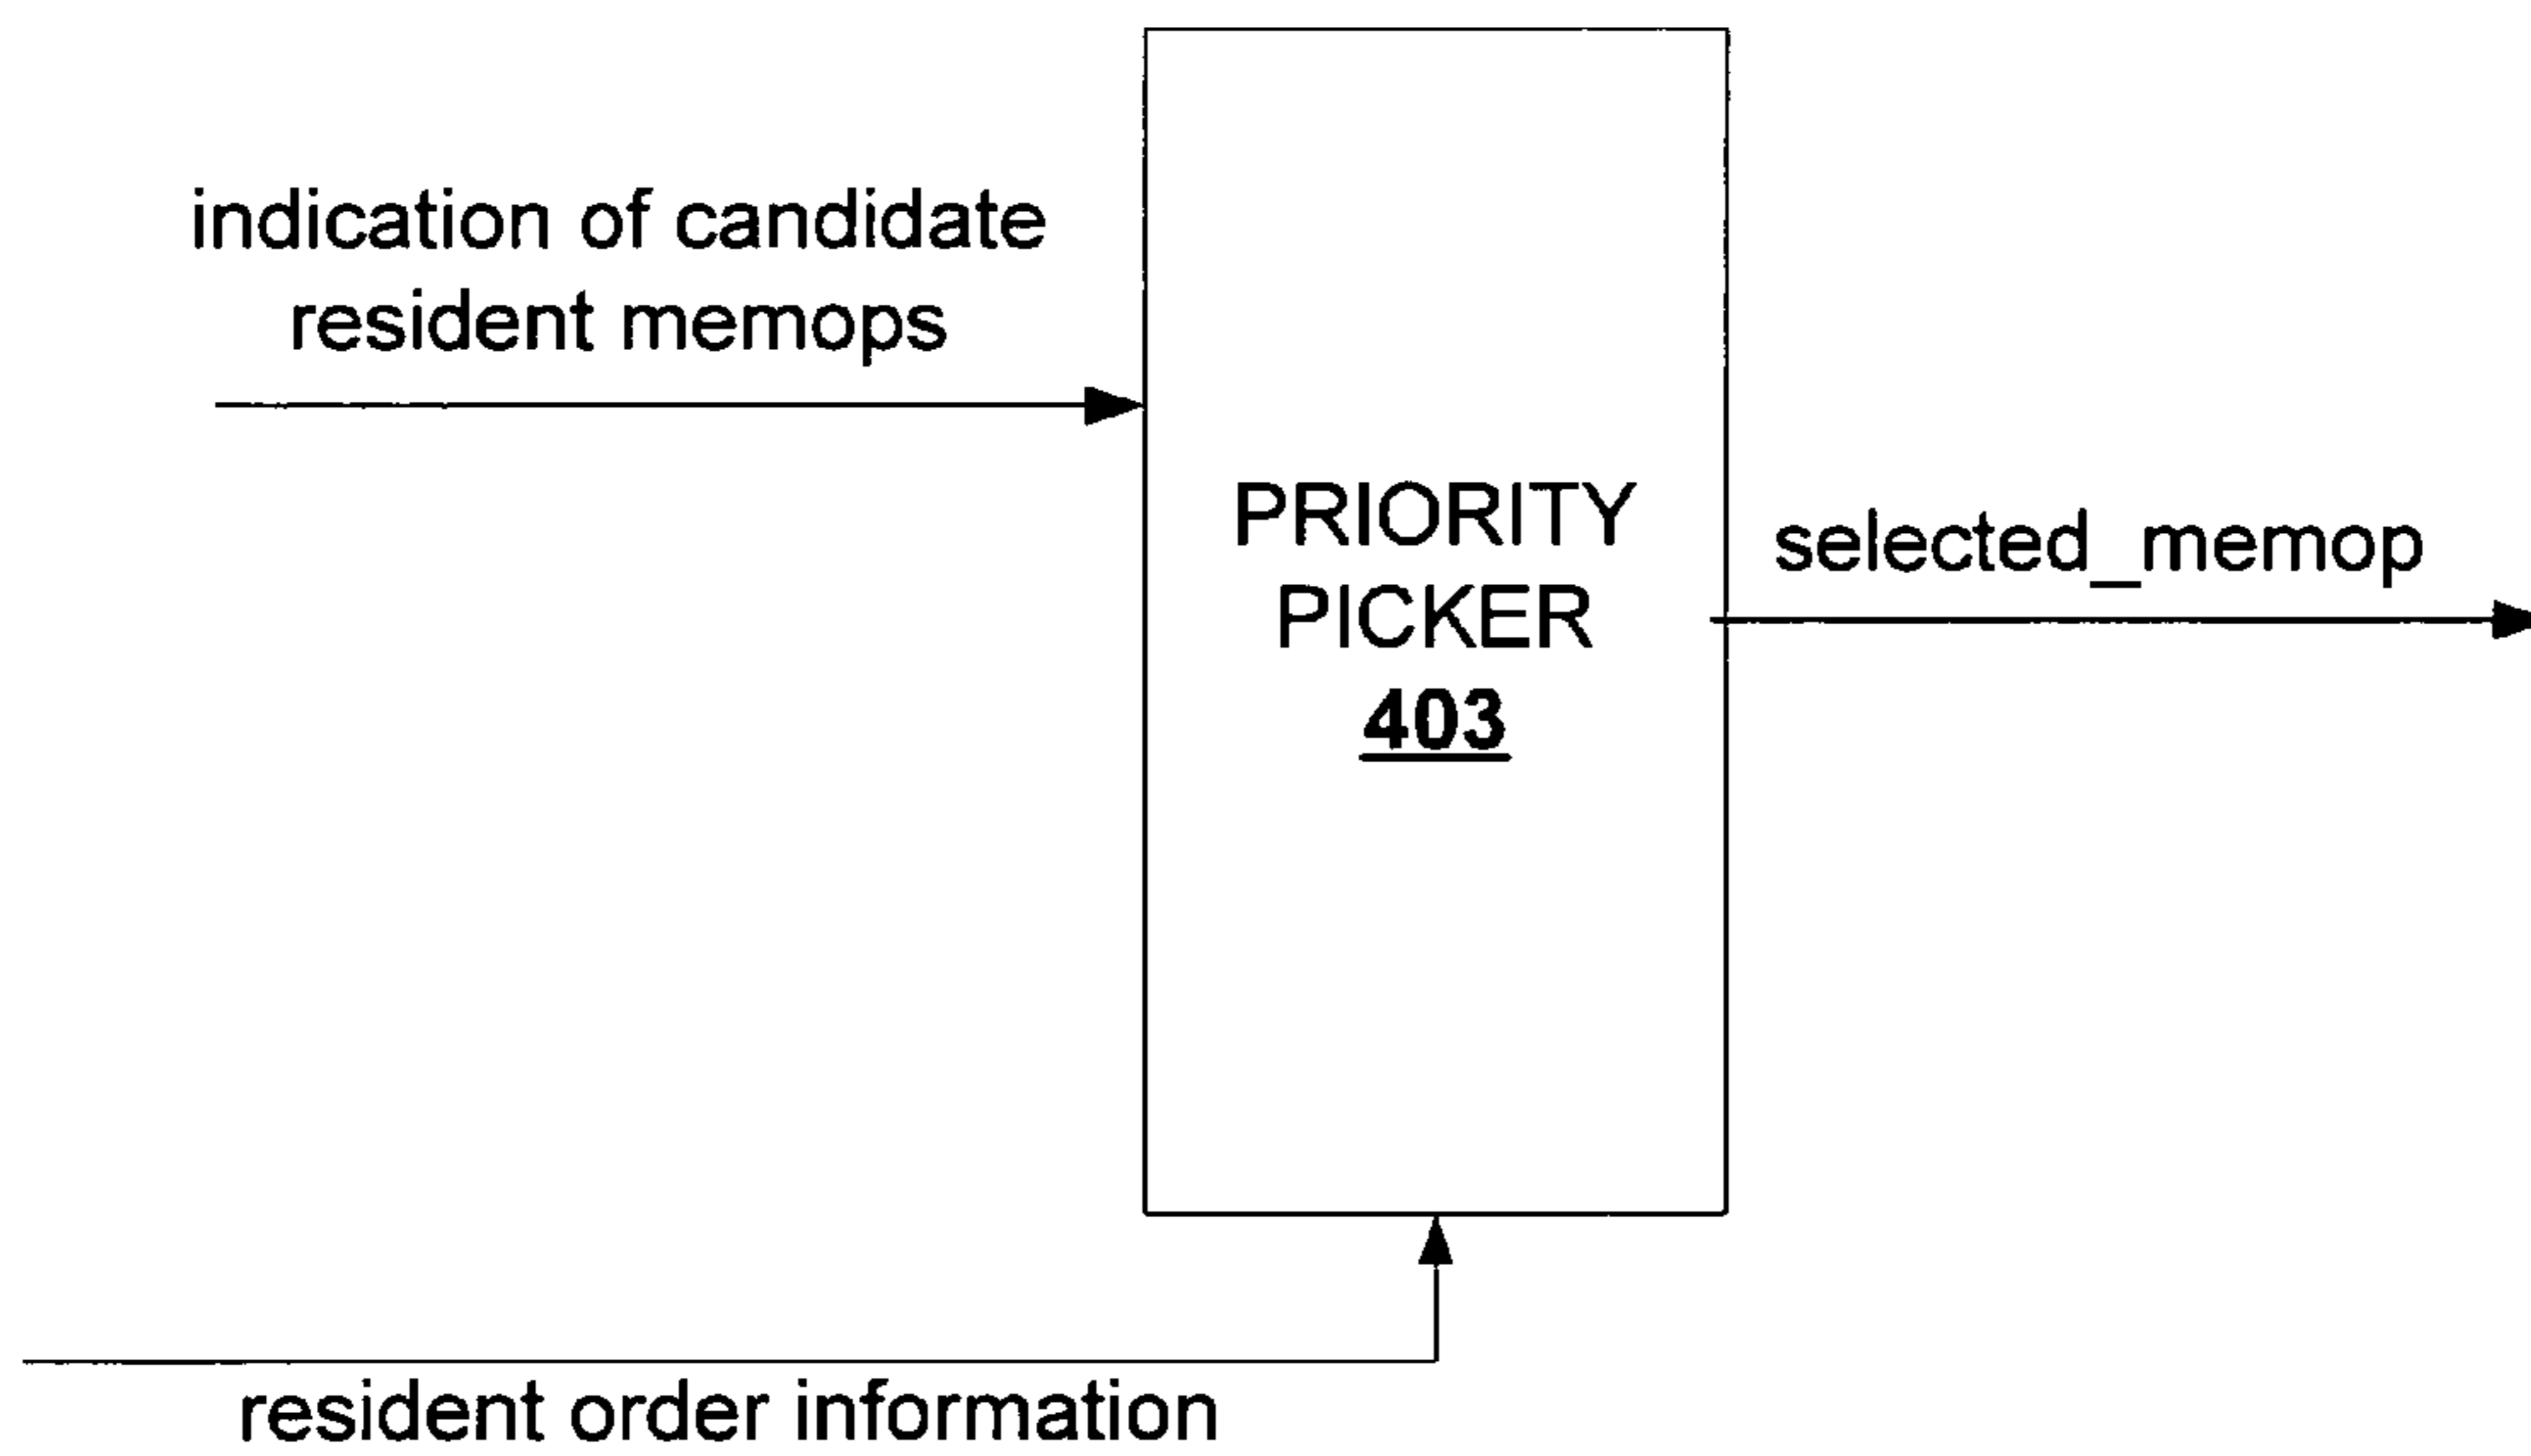 indication of candidate
resident memops
PRIORITY
PICKER
403
selected_memop
resident order information